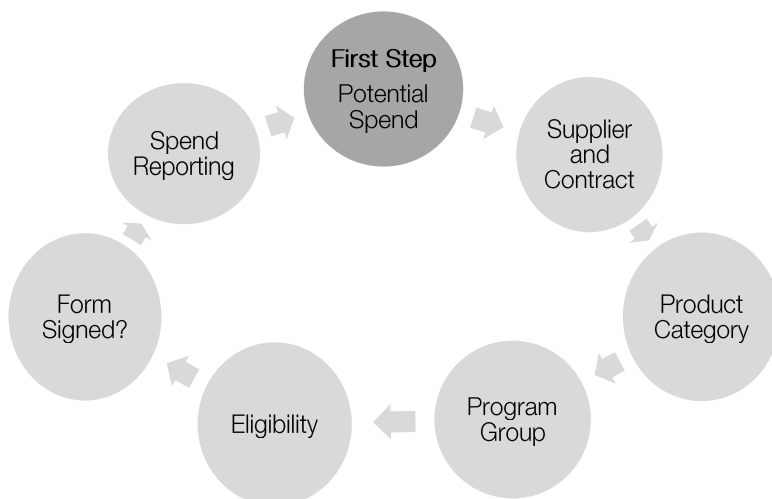 First Step
Potential
Spend
Supplier
and
Contract
Product
Category
Program
Group
Eligibility
Form
Signed?
Spend
Reporting